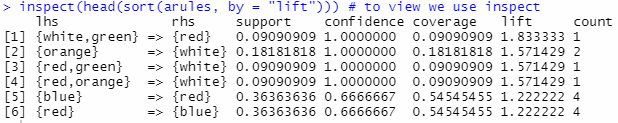 > inspect(head(sort(arules, by = "lift"))) # to view we use inspect
lhs rhs support confidence coverage lift count
[1] {white,green} => {red} 0.09090909 1.0000000 0.09090909 1.833333 1
[2] {orange} => {white} 0.18181818 1.0000000 0.18181818 1.571429 2
[3] {red,green} => {white} 0.09090909 1.0000000 0.09090909 1.571429 1
[4] {red,orange} => {white} 0.09090909 1.0000000 0.09090909 1.571429 1
[5] {blue} => {red} 0.36363636 0.6666667 0.54545455 1.222222 4
[6] {red} => {blue} 0.36363636 0.6666667 0.54545455 1.222222 4